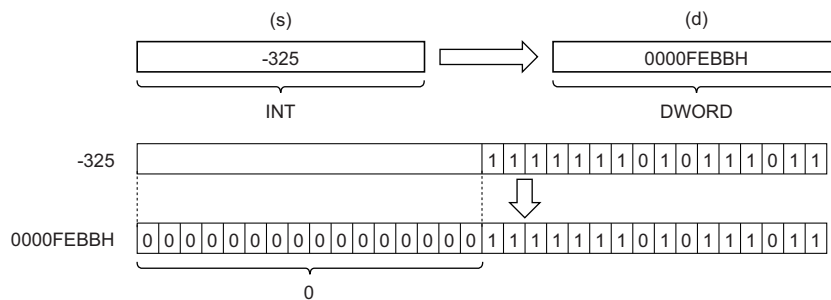 (s) (d)
-325 0000FEBBH
INT DWORD
-325 1 1 1 1 1 1 1 0 1 0 1 1 1 0 1 1
0000FEBBH 0 0 0 0 0 0 0 0 0 0 0 0 0 0 0 0 1 1 1 1 1 1 1 0 1 0 1 1 1 0 1 1
0